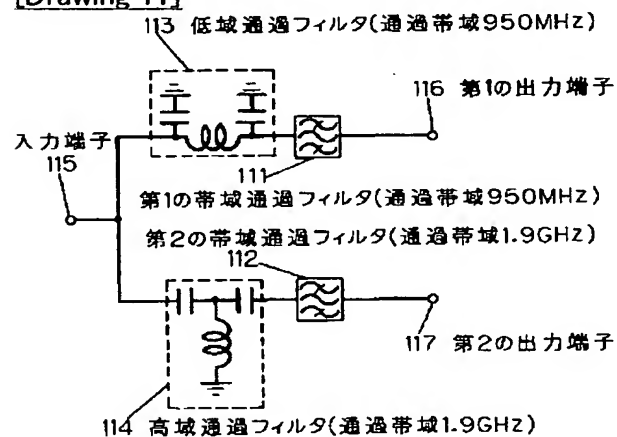 [Drawing 11]
113 低域通過フィルタ(通過帯域950MHz)
116 第1の出力端子
入力端子
115
111
第1の帯域通過フィルタ(通過帯域950MHz)
第2の帯域通過フィルタ(通過帯域1.9GHz)
112
117 第2の出力端子
114 高域通過フィルタ(通過帯域1.9GHz)